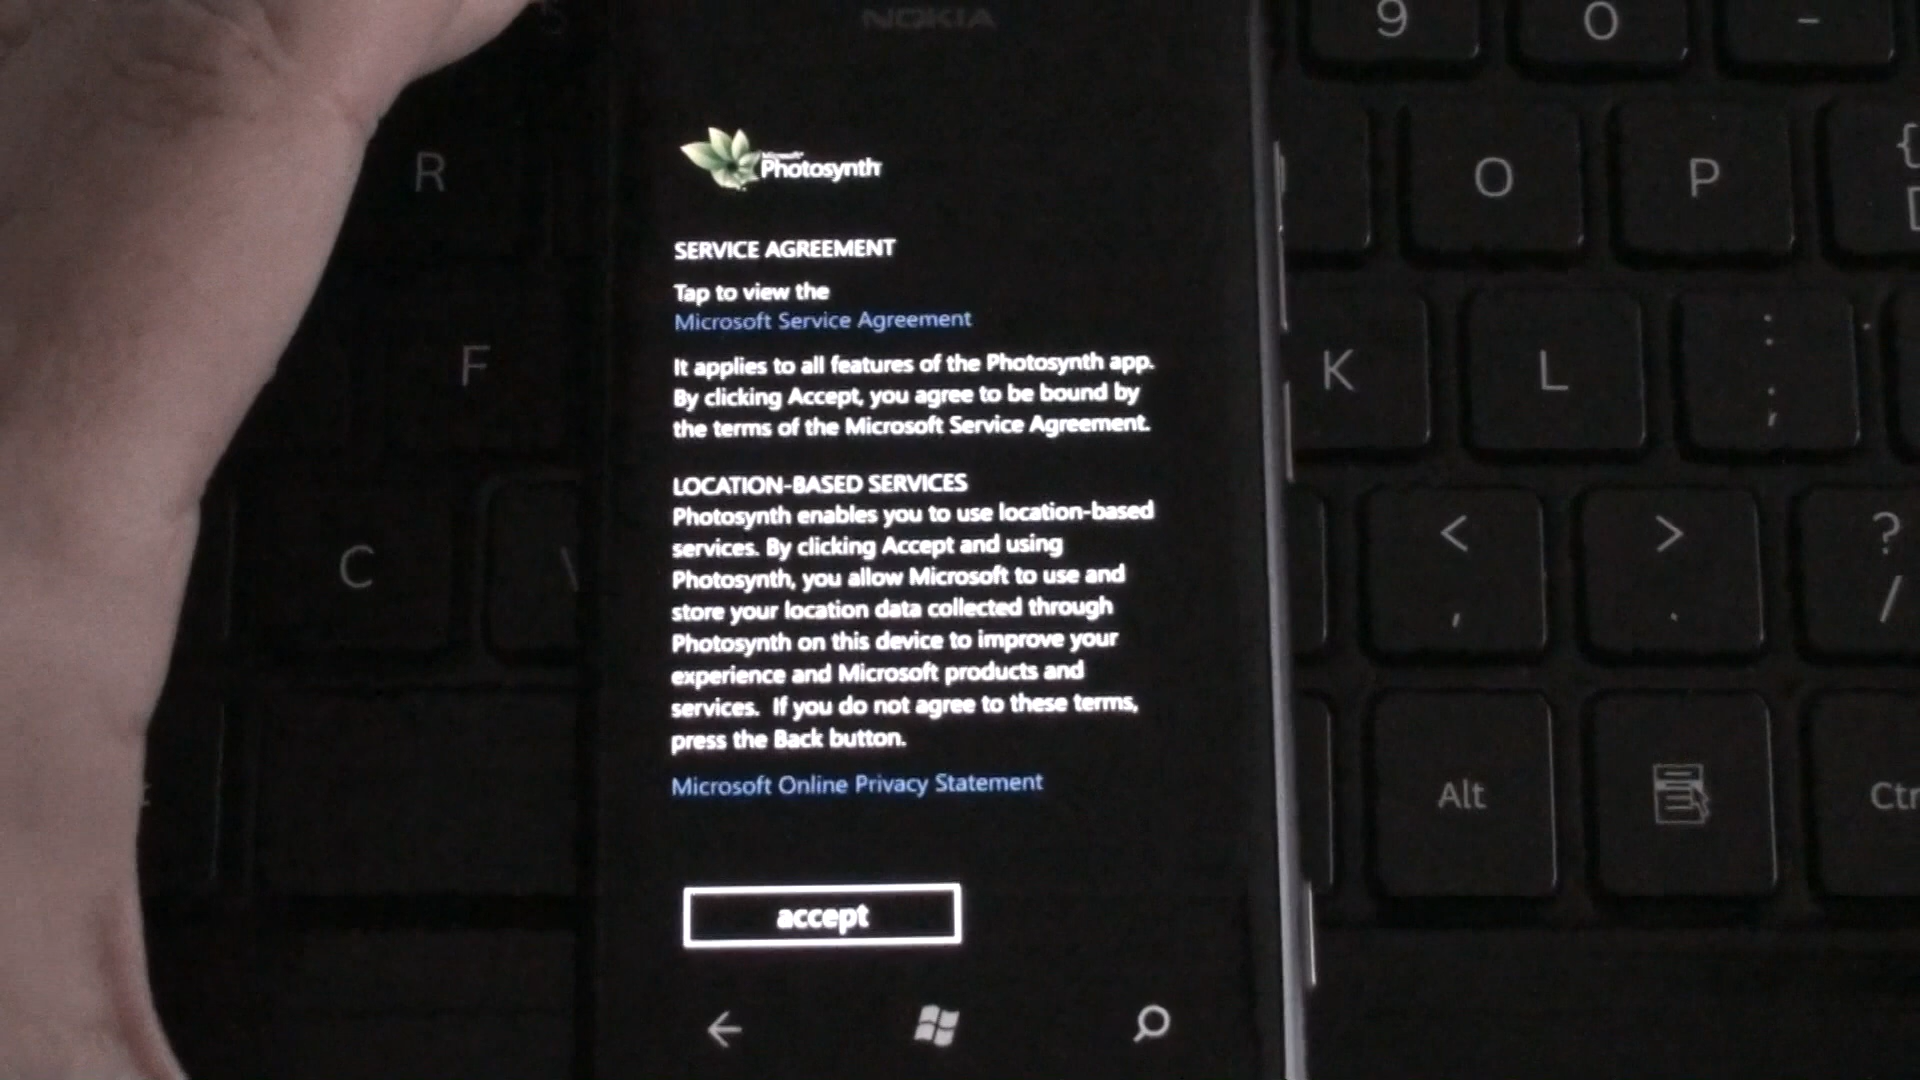 NOKIA
Microsoft
Photosynth
SERVICE AGREEMENT
Tap to view the
Microsoft Service Agreement
It applies to all features of the Photosynth app.
By clicking Accept, you agree to be bound by
the terms of the Microsoft Service Agreement.
LOCATION-BASED SERVICES
Photosynth enables you to use location-based
services. By clicking Accept and using
Photosynth, you allow Microsoft to use and
store your location data collected through
Photosynth on this device to improve your
experience and Microsoft products and
services.  If you do not agree to these terms,
press the Back button.
Microsoft Online Privacy Statement
accept
R
F
C
9
0
-
O
P
{
[
K
L
:
;
<
,
>
.
?
/
Alt